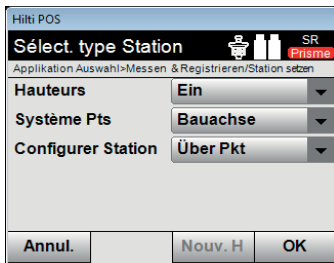 Hilti POS
Sélect. type Station SR
Prisme
Applikation Auswahl>Messen & Registrieren/Station setzen
Hauteurs Ein
Système Pts Bauachse
Configurer Station Über Pkt
Annul. Nouv. H OK